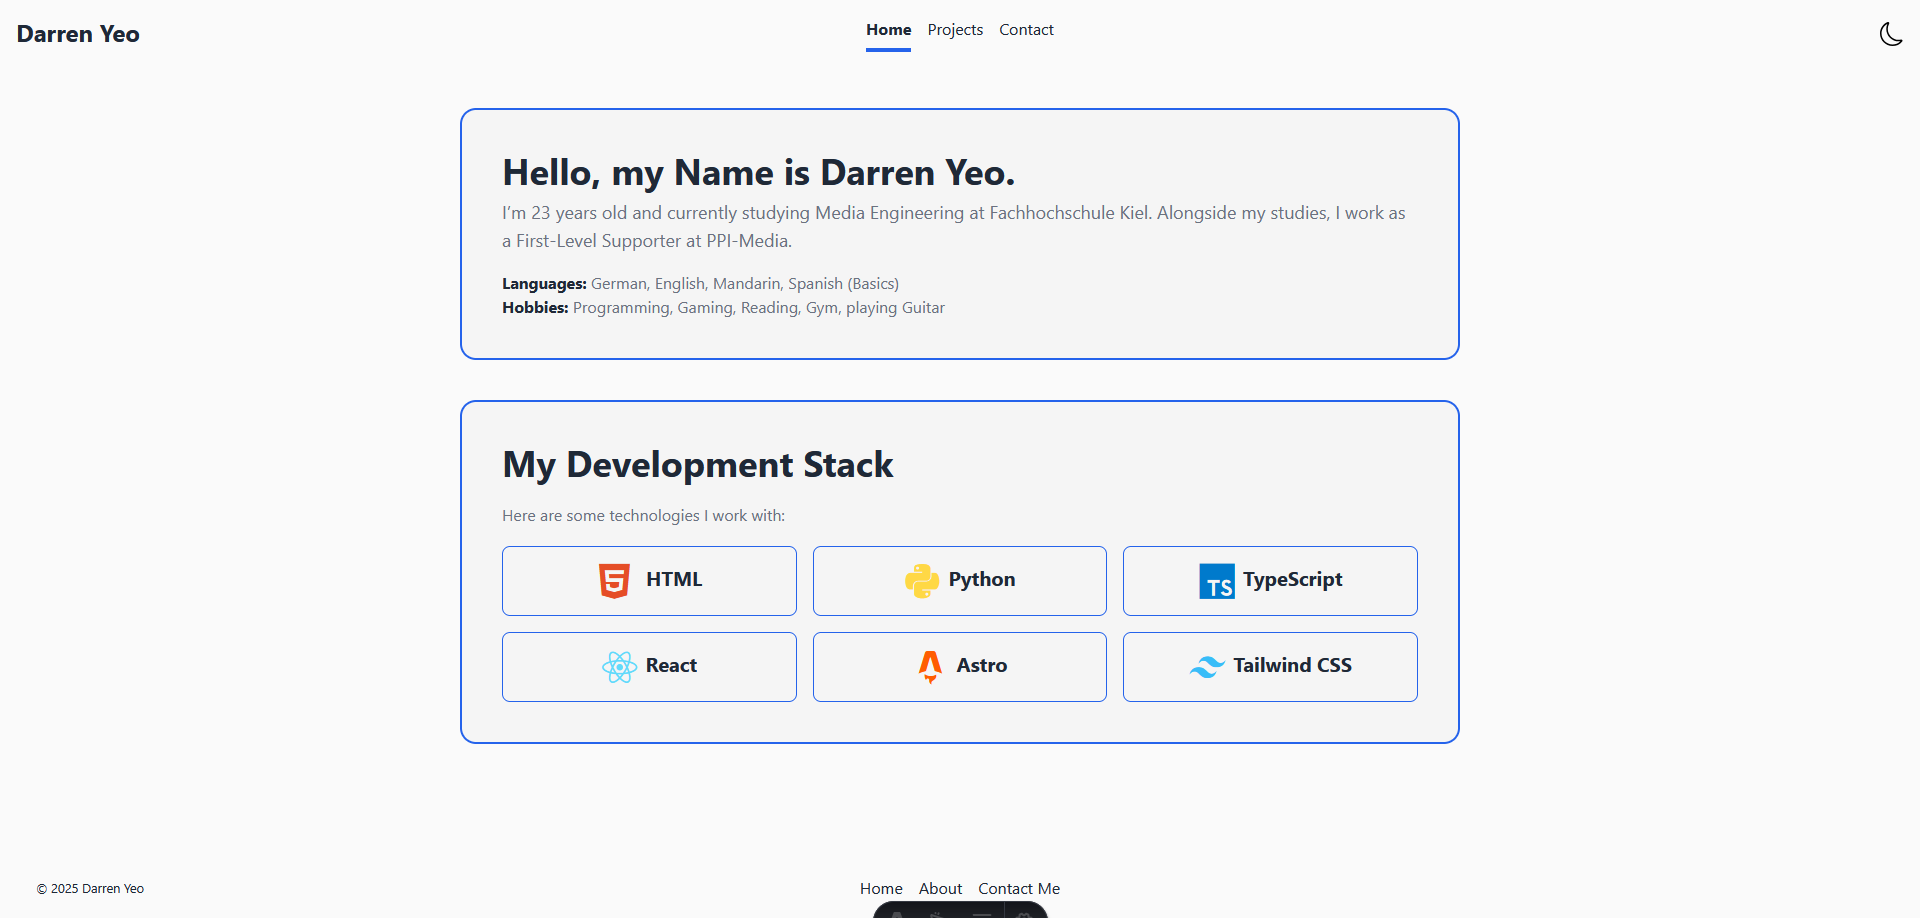 Darren Yeo
Home Projects Contact
Hello, my Name is Darren Yeo.
I'm 23 years old and currently studying Media Engineering at Fachhochschule Kiel. Alongside my studies, I work as
a First-Level Supporter at PPI-Media.
Languages: German, English, Mandarin, Spanish (Basics)
Hobbies: Programming, Gaming, Reading, Gym, playing Guitar
My Development Stack
Here are some technologies I work with:
HTML
Python
TS TypeScript
React
Astro
Tailwind CSS
© 2025 Darren Yeo
Home About Contact Me